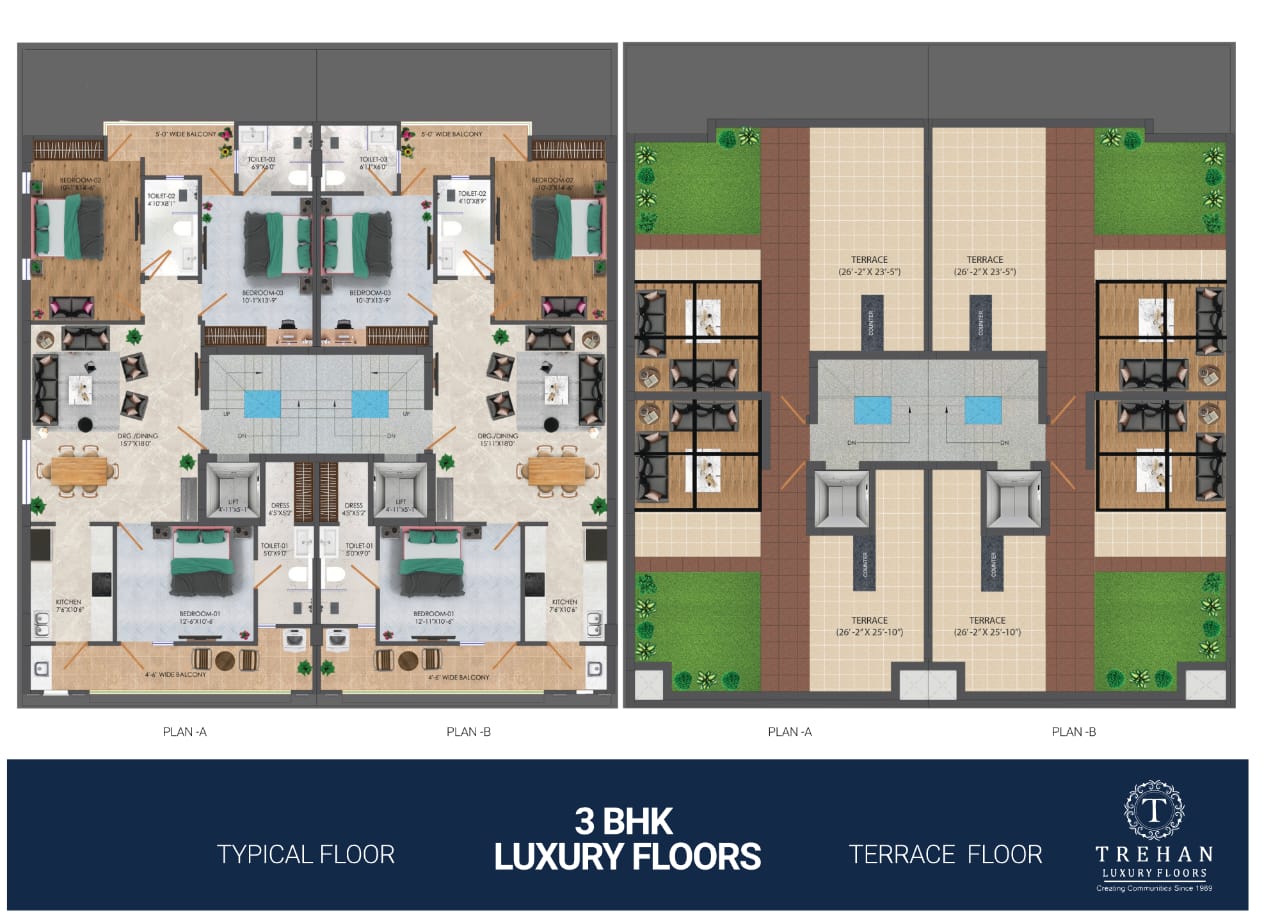 5'-0" WIDE BALCONY
TOILET-03
6'9"X6'0"
TOILET-03
6'11"X6'0"
5'-0" WIDE BALCONY
BEDROOM-02
10'-1"X14'-6"
TOILET-02
4'10"X8'1"
TOILET-02
4'10"X8'9"
BEDROOM-02
10'-3"X14'-6"
BEDROOM-03
10'-1"X13'-9"
BEDROOM-03
10'-3"X13'-9"
UP
UP
DN
DN
DRG./DINING
15'7"X18'0"
DRG./DINING
15'11"X18'0"
LIFT
4'-11"x5'-1"
DRESS
4'5"X5'2"
DRESS
4'5"X5'2"
LIFT
4'-11"x5'-1"
TOILET-01
5'0"X9'0"
TOILET-01
5'0"X9'0"
KITCHEN
7'6"X10'6"
BEDROOM-01
12'-6"X10'-6"
BEDROOM-01
12'-11"X10'-6"
KITCHEN
7'6"X10'6"
4'-6" WIDE BALCONY
4'-6" WIDE BALCONY
PLAN -A
PLAN -B
TERRACE
(26'-2" X 23'-5")
TERRACE
(26'-2" X 23'-5")
COUNTER
COUNTER
DN
DN
COUNTER
COUNTER
TERRACE
(26'-2" X 25'-10")
TERRACE
(26'-2" X 25'-10")
PLAN -A
PLAN -B
TYPICAL FLOOR
3 BHK
LUXURY FLOORS
TERRACE FLOOR
T
TREHAN
LUXURY FLOORS
Creating Communities Since 1989